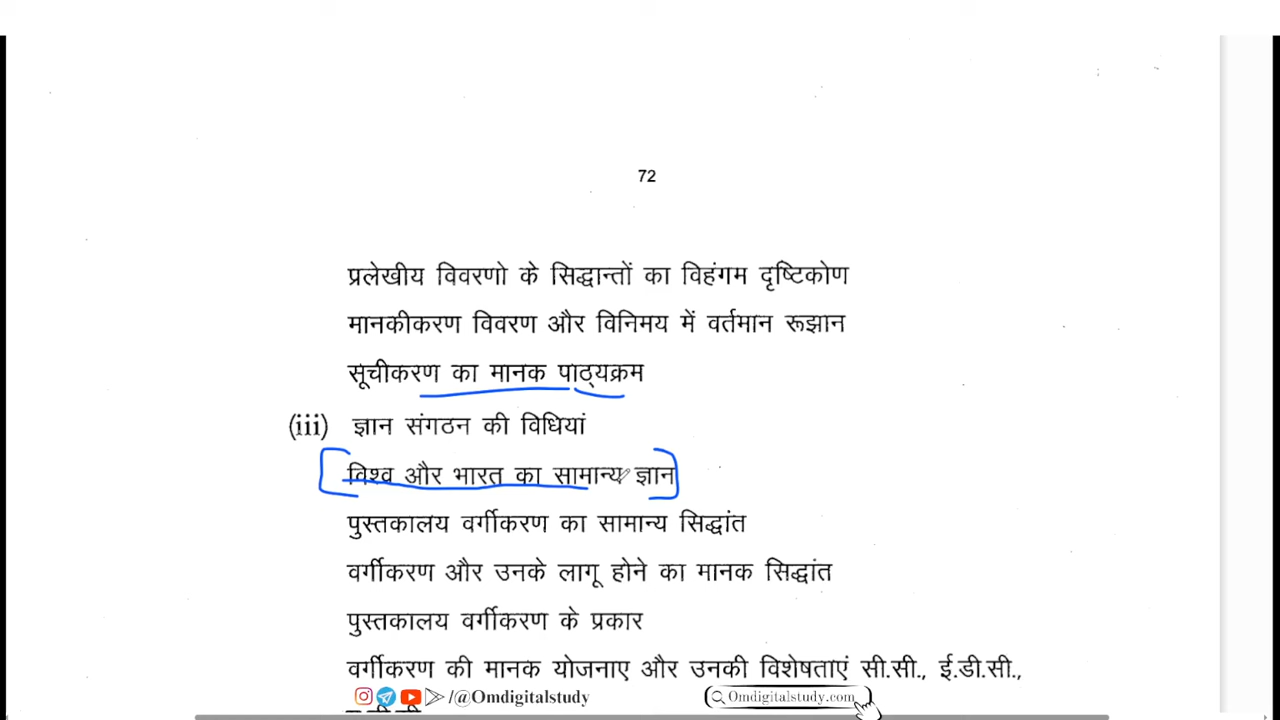 72
प्रलेखीय विवरणो के सिद्धान्तों का विहंगम दृष्टिकोण
मानकीकरण विवरण और विनिमय में वर्तमान रूझान
सूचीकरण का मानक पाठ्यक्रम
(iii) ज्ञान संगठन की विधियां
विश्व और भारत का सामान्य ज्ञान
पुस्तकालय वर्गीकरण का सामान्य सिद्धांत
वर्गीकरण और उनके लागू होने का मानक सिद्धांत
पुस्तकालय वर्गीकरण के प्रकार
वर्गीकरण की मानक योजनाए और उनकी विशेषताएं सी.सी., ई.डी.सी.,
/@Omdigitalstudy Omdigitalstudy.com